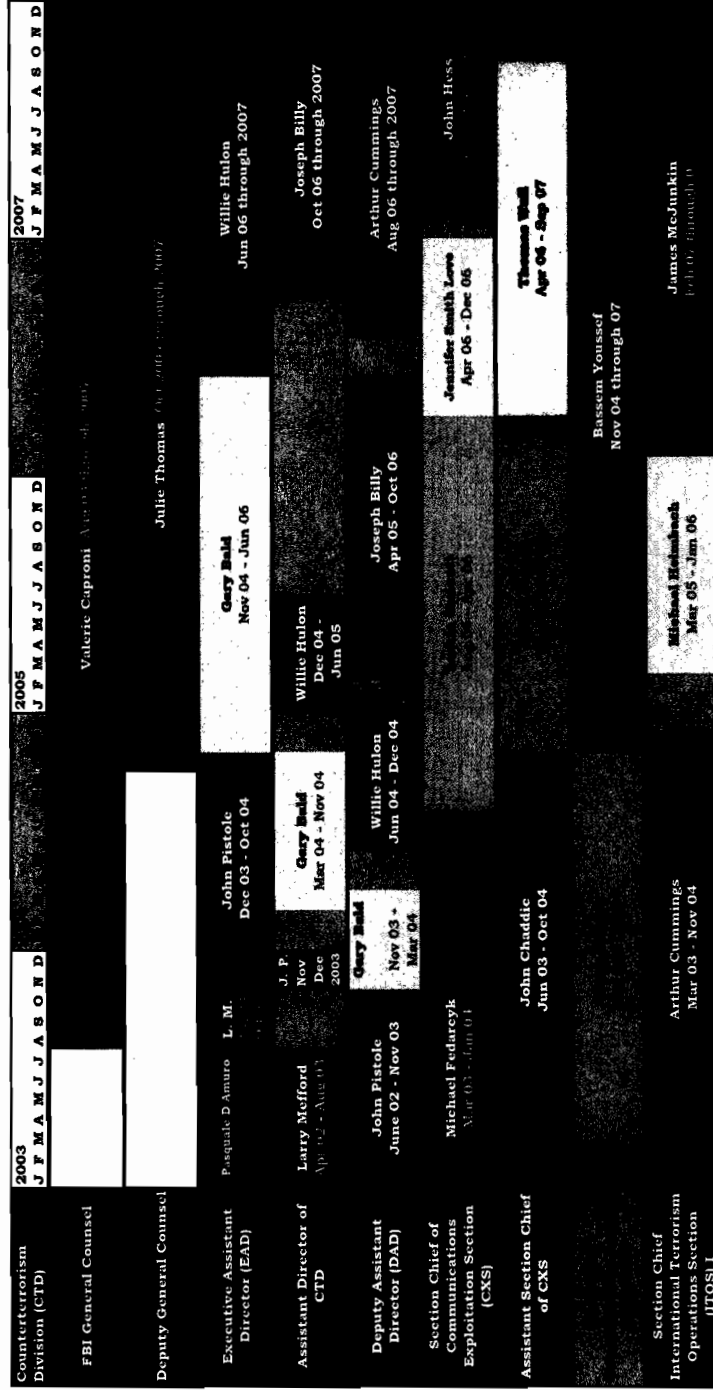 Counterterrorism
Division (CTD)
2003
J F M A M J J A S O N D
2005
J F M A M J J A S O N D
2007
J F M A M J J A S O N D
FBI General Counsel
Valerie Caproni
Deputy General Counsel
Julie Thomas
Executive Assistant
Director (EAD)
Pasquale D Amuro
L. M.
John Pistole
Dec 03 - Oct 04
Gary Bald
Nov 04 - Jun 06
Willie Hulon
Jun 06 through 2007
Assistant Director of
CTD
Larry Mefford
J. P.
Nov
Dec
2003
Gary Bald
Mar 04 - Nov 04
Willie Hulon
Dec 04 -
Jun 05
Joseph Billy
Oct 06 through 2007
Deputy Assistant
Director (DAD)
John Pistole
June 02 - Nov 03
Gary Bald
Nov 03 -
Mar 04
Willie Hulon
Jun 04 - Dec 04
Joseph Billy
Apr 05 - Oct 06
Arthur Cummings
Aug 06 through 2007
Section Chief of
Communications
Exploitation Section
(CXS)
Michael Fedarcyk
Jennifer Smith Love
Apr 06 - Dec 06
John Hess
Assistant Section Chief
of CXS
John Chaddic
Jun 03 - Oct 04
Thomas Wall
Apr 06 - Sep 07
Bassem Youssef
Nov 04 through 07
Section Chief
International Terrorism
Operations Section
(ITOS) I
Arthur Cummings
Mar 03 - Nov 04
Michael Heimbach
Mar 05 - Jan 06
James McJunkin